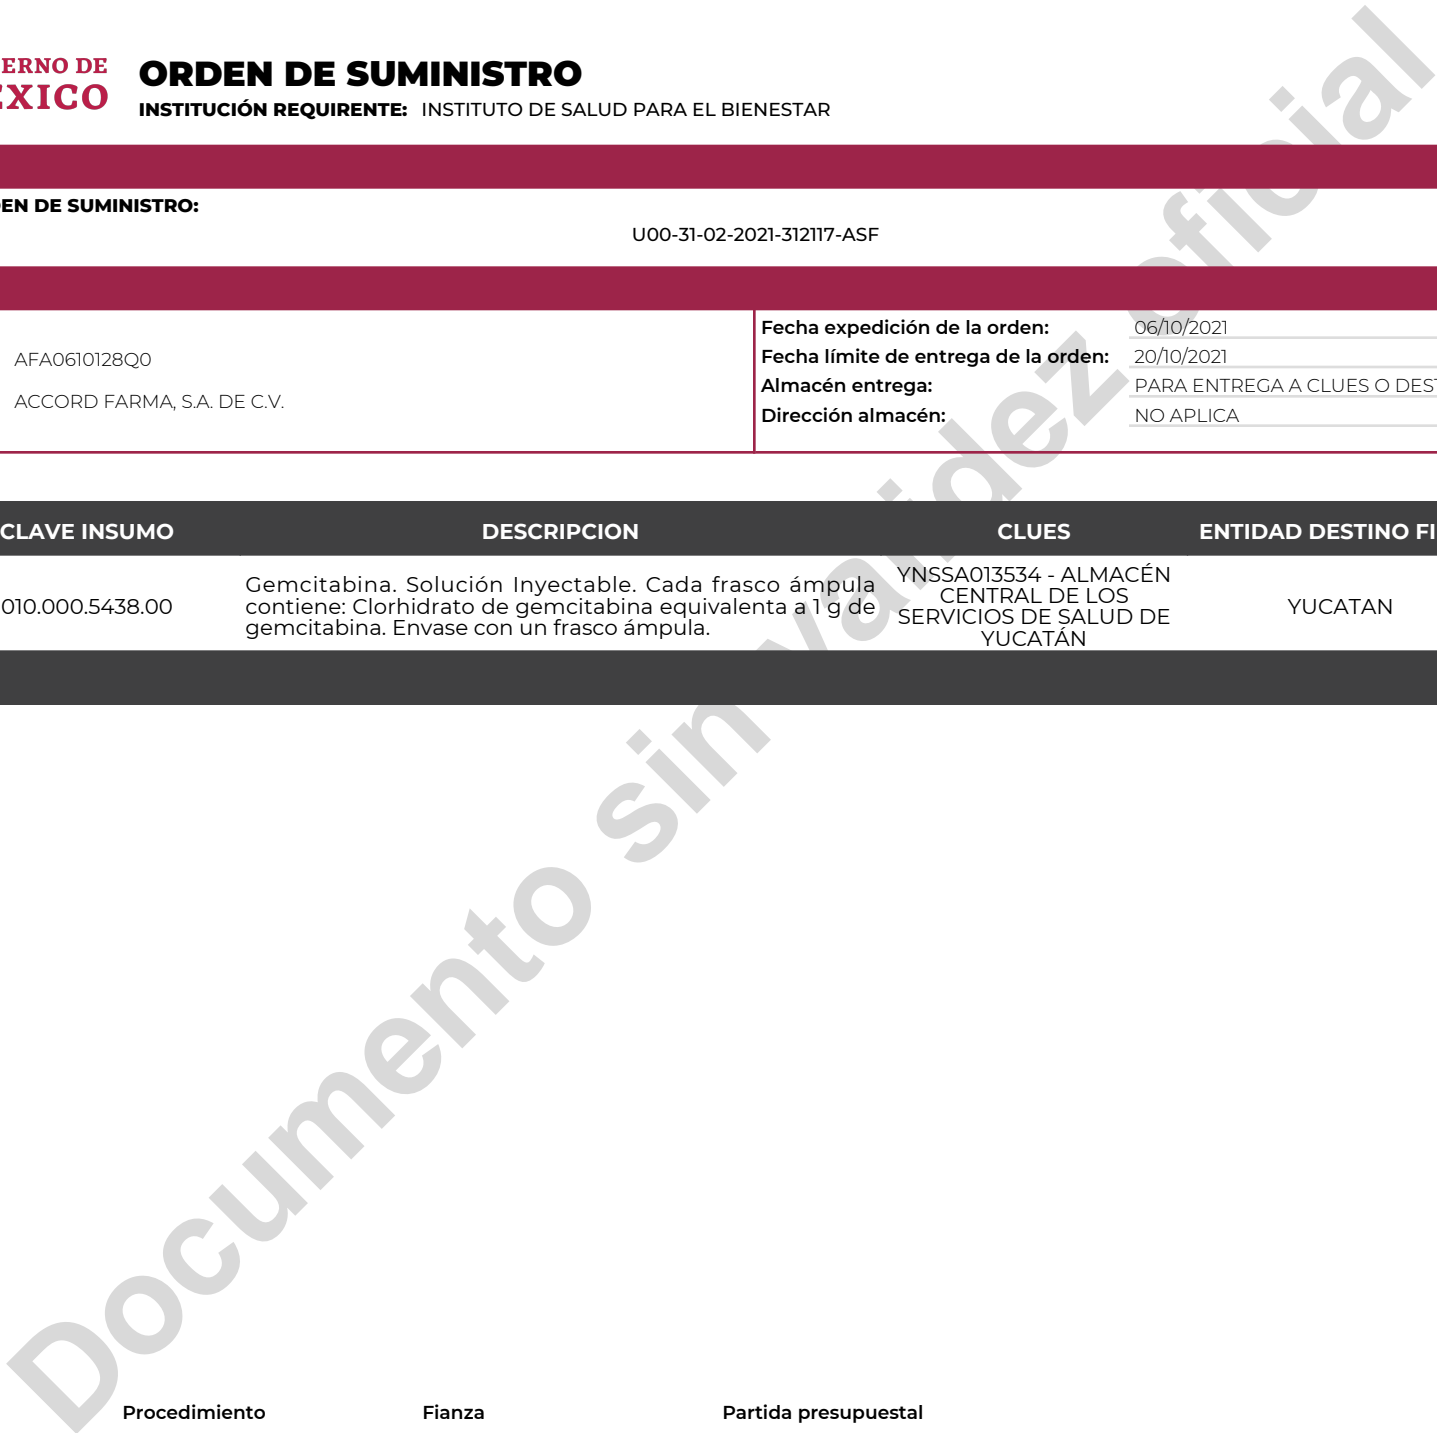 ERNO DE
ÉXICO
ORDEN DE SUMINISTRO
INSTITUCIÓN REQUIRENTE: INSTITUTO DE SALUD PARA EL BIENESTAR
EN DE SUMINISTRO:
U00-31-02-2021-312117-ASF
AFA0610128Q0
ACCORD FARMA, S.A. DE C.V.
Fecha expedición de la orden: 06/10/2021
Fecha límite de entrega de la orden: 20/10/2021
Almacén entrega: PARA ENTREGA A CLUES O DEST
Dirección almacén: NO APLICA
CLAVE INSUMO DESCRIPCION CLUES ENTIDAD DESTINO FI
010.000.5438.00
Gemcitabina. Solución Inyectable. Cada frasco ámpula
contiene: Clorhidrato de gemcitabina equivalenta a 1 g de
gemcitabina. Envase con un frasco ámpula.
YNSSA013534 - ALMACÉN
CENTRAL DE LOS
SERVICIOS DE SALUD DE
YUCATÁN
YUCATAN
Documento sin validez oficial
Procedimiento Fianza Partida presupuestal